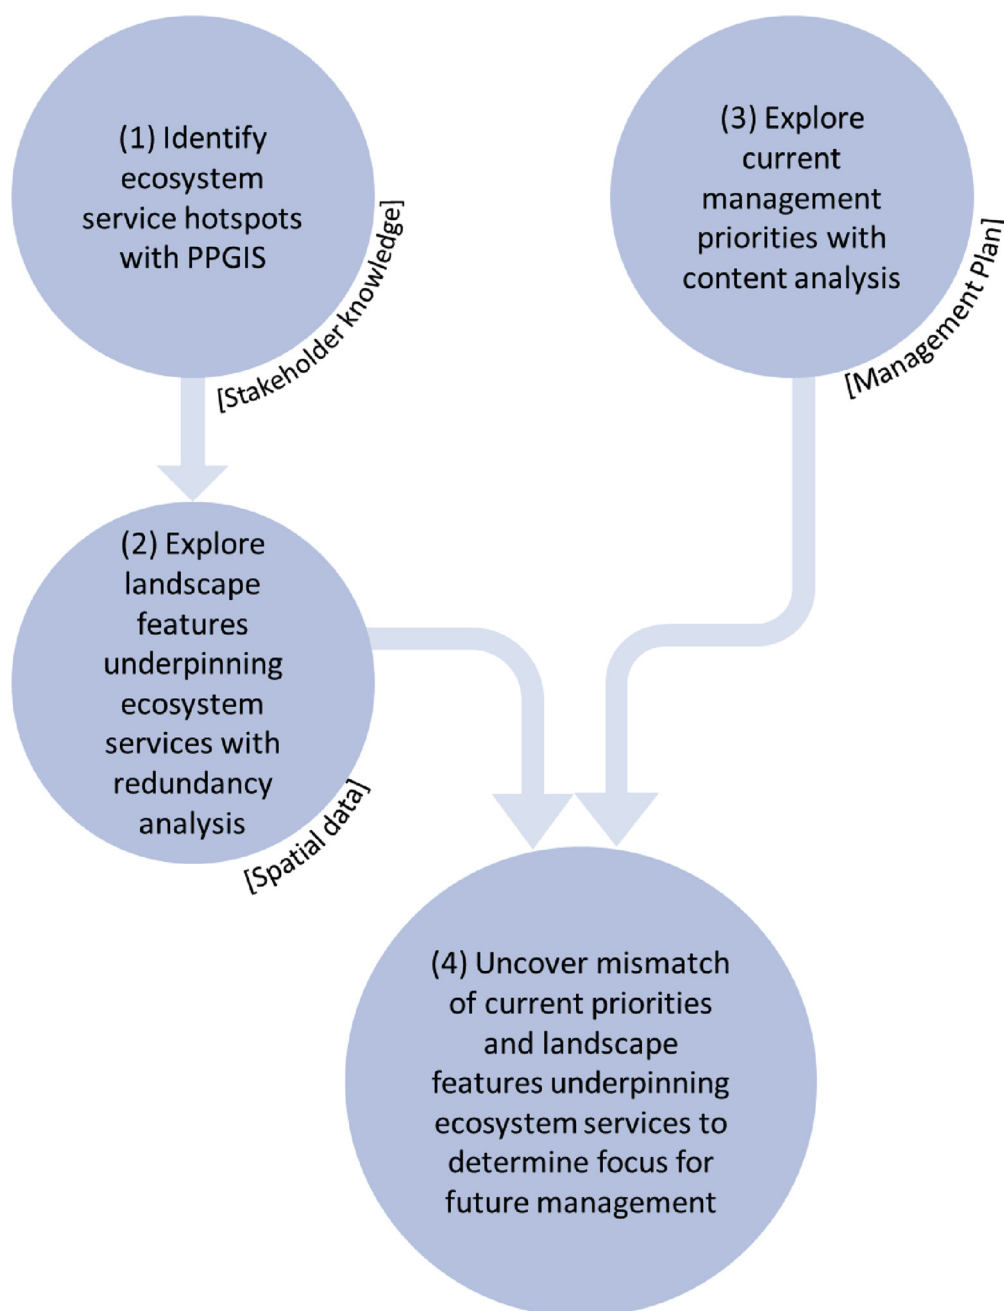 (1) Identify
ecosystem
service hotspots
with PPGIS
[Stakeholder knowledge]
(2) Explore
landscape
features
underpinning
ecosystem
services with
redundancy
analysis
[Spatial data]
(3) Explore
current
management
priorities with
content analysis
[Management Plan]
(4) Uncover mismatch
of current priorities
and landscape
features underpinning
ecosystem services to
determine focus for
future management